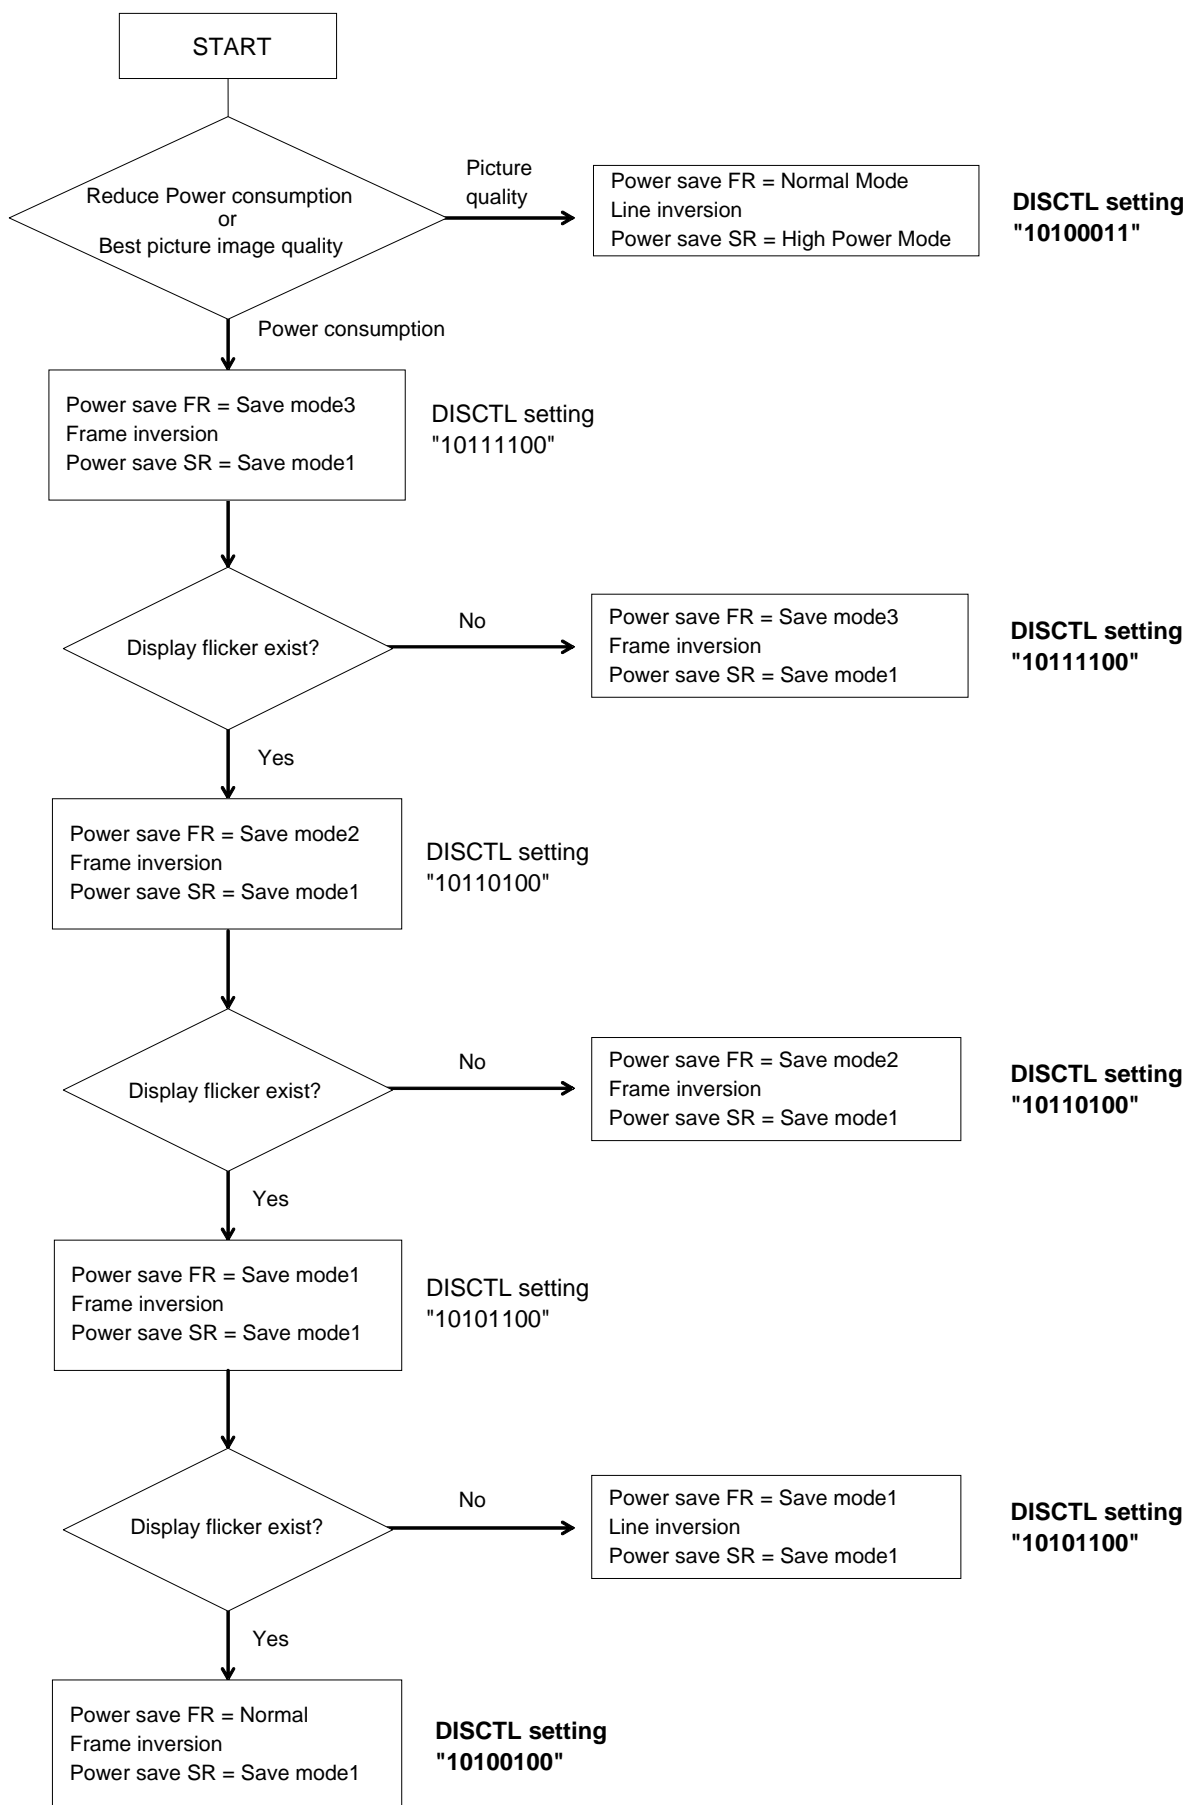 START
Reduce Power consumption
or
Best picture image quality
Picture
quality
Power save FR = Normal Mode
Line inversion
Power save SR = High Power Mode
DISCTL setting
"10100011"
Power consumption
Power save FR = Save mode3
Frame inversion
Power save SR = Save mode1
DISCTL setting
"10111100"
Display flicker exist?
No
Power save FR = Save mode3
Frame inversion
Power save SR = Save mode1
DISCTL setting
"10111100"
Yes
Power save FR = Save mode2
Frame inversion
Power save SR = Save mode1
DISCTL setting
"10110100"
Display flicker exist?
No
Power save FR = Save mode2
Frame inversion
Power save SR = Save mode1
DISCTL setting
"10110100"
Yes
Power save FR = Save mode1
Frame inversion
Power save SR = Save mode1
DISCTL setting
"10101100"
Display flicker exist?
No
Power save FR = Save mode1
Line inversion
Power save SR = Save mode1
DISCTL setting
"10101100"
Yes
Power save FR = Normal
Frame inversion
Power save SR = Save mode1
DISCTL setting
"10100100"